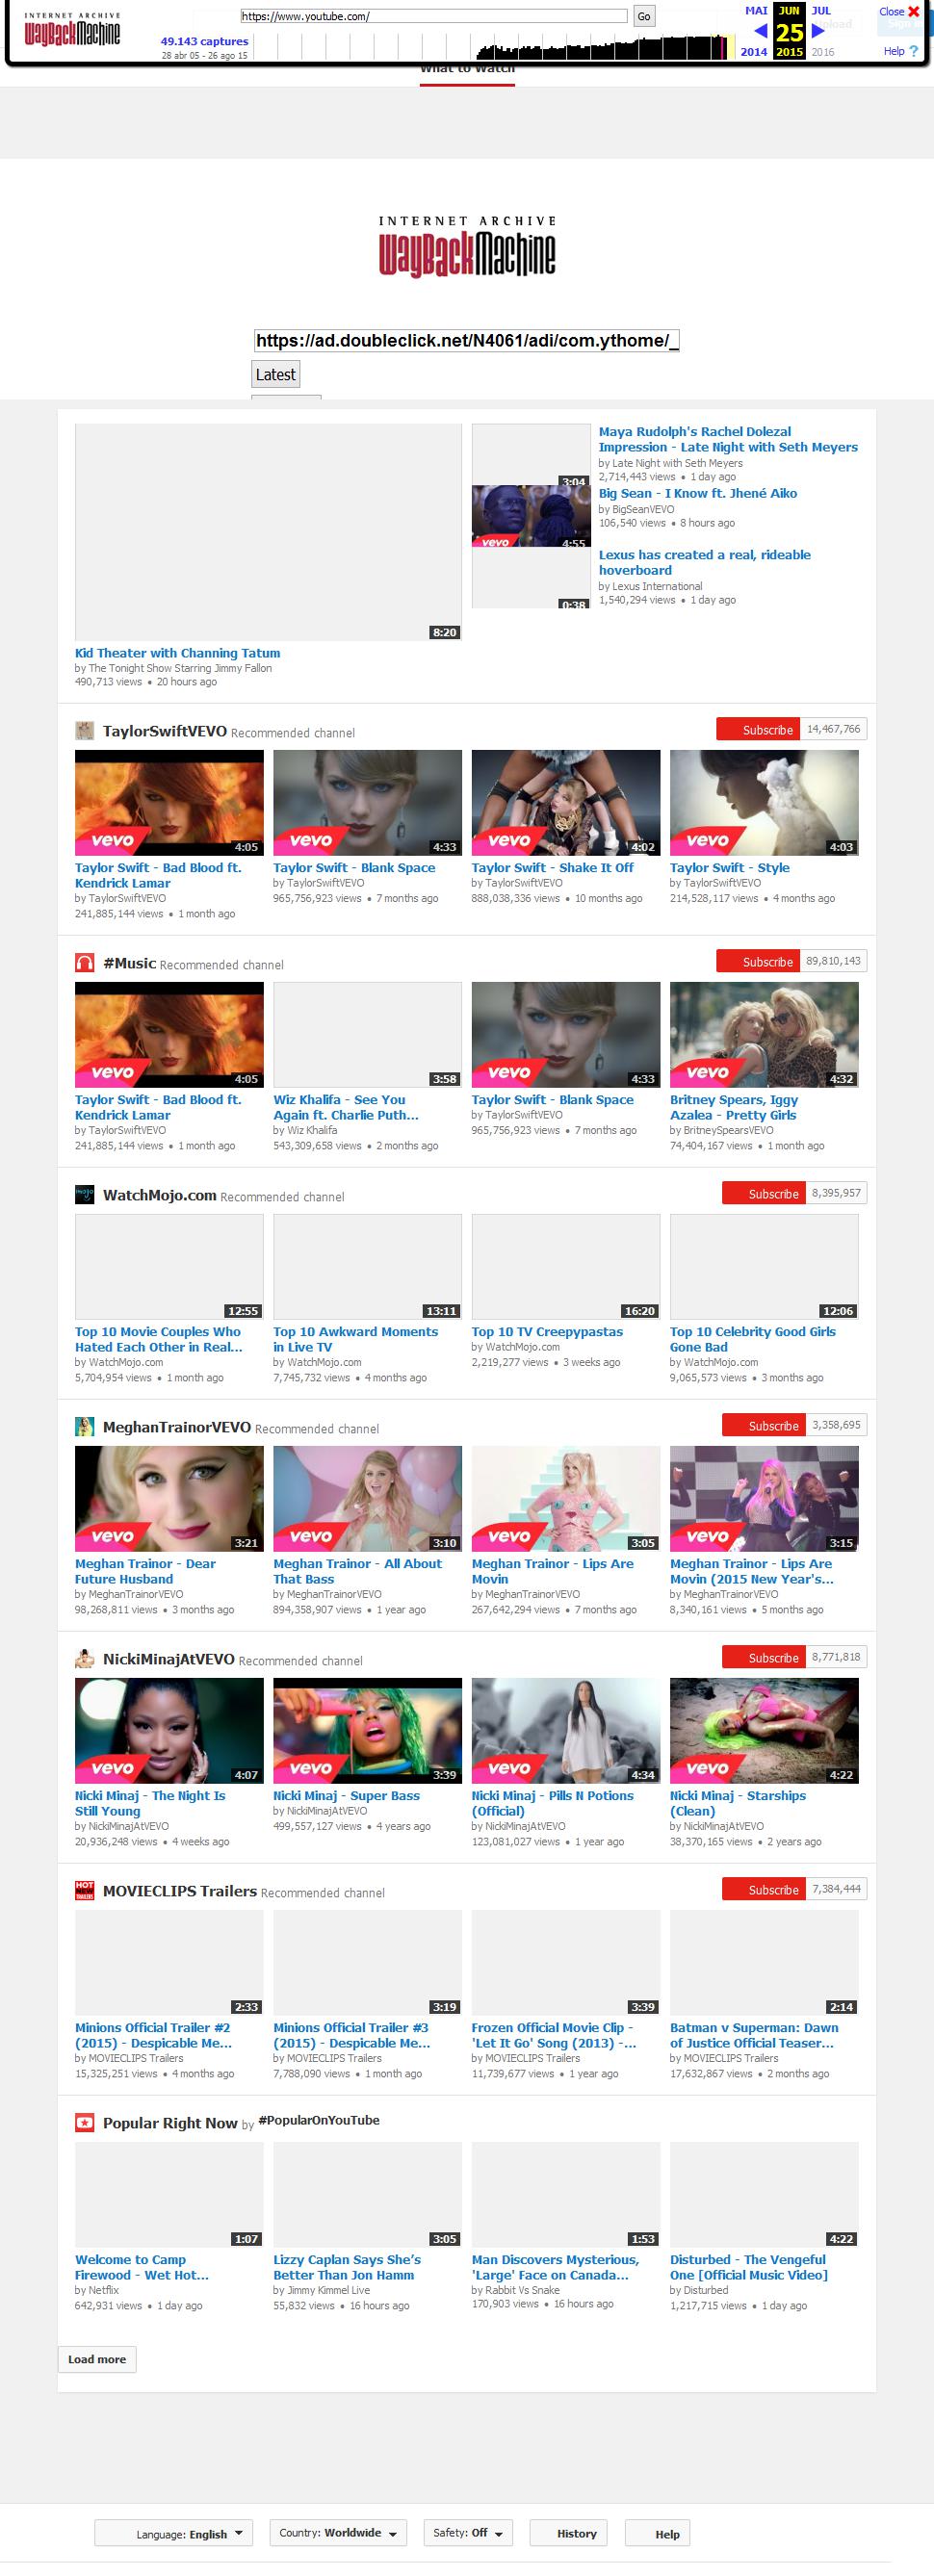 INTERNET ARCHIVE
WayBackMachine
https://www.youtube.com/
Go
49.143 captures
28 abr 05 - 26 ago 15
MAI JUN JUL
25
2014 2015 2016
Close
Help ?
What to Watch
INTERNET ARCHIVE
WayBackMachine
https://ad.doubleclick.net/N4061/adi/com.ythome/_
Latest
8:20
Kid Theater with Channing Tatum
by The Tonight Show Starring Jimmy Fallon
490,713 views • 20 hours ago
3:04
Maya Rudolph's Rachel Dolezal
Impression - Late Night with Seth Meyers
by Late Night with Seth Meyers
2,714,443 views • 1 day ago
vevo 4:55
Big Sean - I Know ft. Jhené Aiko
by BigSeanVEVO
106,540 views • 8 hours ago
0:38
Lexus has created a real, rideable
hoverboard
by Lexus International
1,540,294 views • 1 day ago
TaylorSwiftVEVO Recommended channel
Subscribe 14,467,766
vevo 4:05
Taylor Swift - Bad Blood ft.
Kendrick Lamar
by TaylorSwiftVEVO
241,885,144 views • 1 month ago
vevo 4:33
Taylor Swift - Blank Space
by TaylorSwiftVEVO
965,756,923 views • 7 months ago
vevo 4:02
Taylor Swift - Shake It Off
by TaylorSwiftVEVO
888,038,336 views • 10 months ago
vevo 4:03
Taylor Swift - Style
by TaylorSwiftVEVO
214,528,117 views • 4 months ago
#Music Recommended channel
Subscribe 89,810,143
vevo 4:05
Taylor Swift - Bad Blood ft.
Kendrick Lamar
by TaylorSwiftVEVO
241,885,144 views • 1 month ago
3:58
Wiz Khalifa - See You
Again ft. Charlie Puth...
by Wiz Khalifa
543,309,658 views • 2 months ago
vevo 4:33
Taylor Swift - Blank Space
by TaylorSwiftVEVO
965,756,923 views • 7 months ago
vevo 4:32
Britney Spears, Iggy
Azalea - Pretty Girls
by BritneySpearsVEVO
74,404,167 views • 1 month ago
WatchMojo.com Recommended channel
Subscribe 8,395,957
12:55
Top 10 Movie Couples Who
Hated Each Other in Real...
by WatchMojo.com
5,704,954 views • 1 month ago
13:11
Top 10 Awkward Moments
in Live TV
by WatchMojo.com
7,745,732 views • 4 months ago
16:20
Top 10 TV Creepypastas
by WatchMojo.com
2,219,277 views • 3 weeks ago
12:06
Top 10 Celebrity Good Girls
Gone Bad
by WatchMojo.com
9,065,573 views • 3 months ago
MeghanTrainorVEVO Recommended channel
Subscribe 3,358,695
vevo 3:21
Meghan Trainor - Dear
Future Husband
by MeghanTrainorVEVO
98,268,811 views • 3 months ago
vevo 3:10
Meghan Trainor - All About
That Bass
by MeghanTrainorVEVO
894,358,907 views • 1 year ago
vevo 3:05
Meghan Trainor - Lips Are
Movin
by MeghanTrainorVEVO
267,642,294 views • 7 months ago
vevo 3:15
Meghan Trainor - Lips Are
Movin (2015 New Year's...
by MeghanTrainorVEVO
8,340,161 views • 5 months ago
NickiMinajAtVEVO Recommended channel
Subscribe 8,771,818
vevo 4:07
Nicki Minaj - The Night Is
Still Young
by NickiMinajAtVEVO
20,936,248 views • 4 weeks ago
vevo 3:39
Nicki Minaj - Super Bass
by NickiMinajAtVEVO
499,557,127 views • 4 years ago
vevo 4:34
Nicki Minaj - Pills N Potions
(Official)
by NickiMinajAtVEVO
123,081,027 views • 1 year ago
vevo 4:22
Nicki Minaj - Starships
(Clean)
by NickiMinajAtVEVO
38,370,165 views • 2 years ago
MOVIECLIPS Trailers Recommended channel
Subscribe 7,384,444
2:33
Minions Official Trailer #2
(2015) - Despicable Me...
by MOVIECLIPS Trailers
15,325,251 views • 4 months ago
3:19
Minions Official Trailer #3
(2015) - Despicable Me...
by MOVIECLIPS Trailers
7,788,090 views • 1 month ago
3:39
Frozen Official Movie Clip -
'Let It Go' Song (2013) -...
by MOVIECLIPS Trailers
11,739,677 views • 1 year ago
2:14
Batman v Superman: Dawn
of Justice Official Teaser...
by MOVIECLIPS Trailers
17,632,867 views • 2 months ago
Popular Right Now by #PopularOnYouTube
1:07
Welcome to Camp
Firewood - Wet Hot...
by Netflix
642,931 views • 1 day ago
3:05
Lizzy Caplan Says She's
Better Than Jon Hamm
by Jimmy Kimmel Live
55,832 views • 16 hours ago
1:53
Man Discovers Mysterious,
'Large' Face on Canada...
by Rabbit Vs Snake
170,903 views • 16 hours ago
4:22
Disturbed - The Vengeful
One [Official Music Video]
by Disturbed
1,217,715 views • 1 day ago
Load more
Language: English
Country: Worldwide
Safety: Off
History
Help